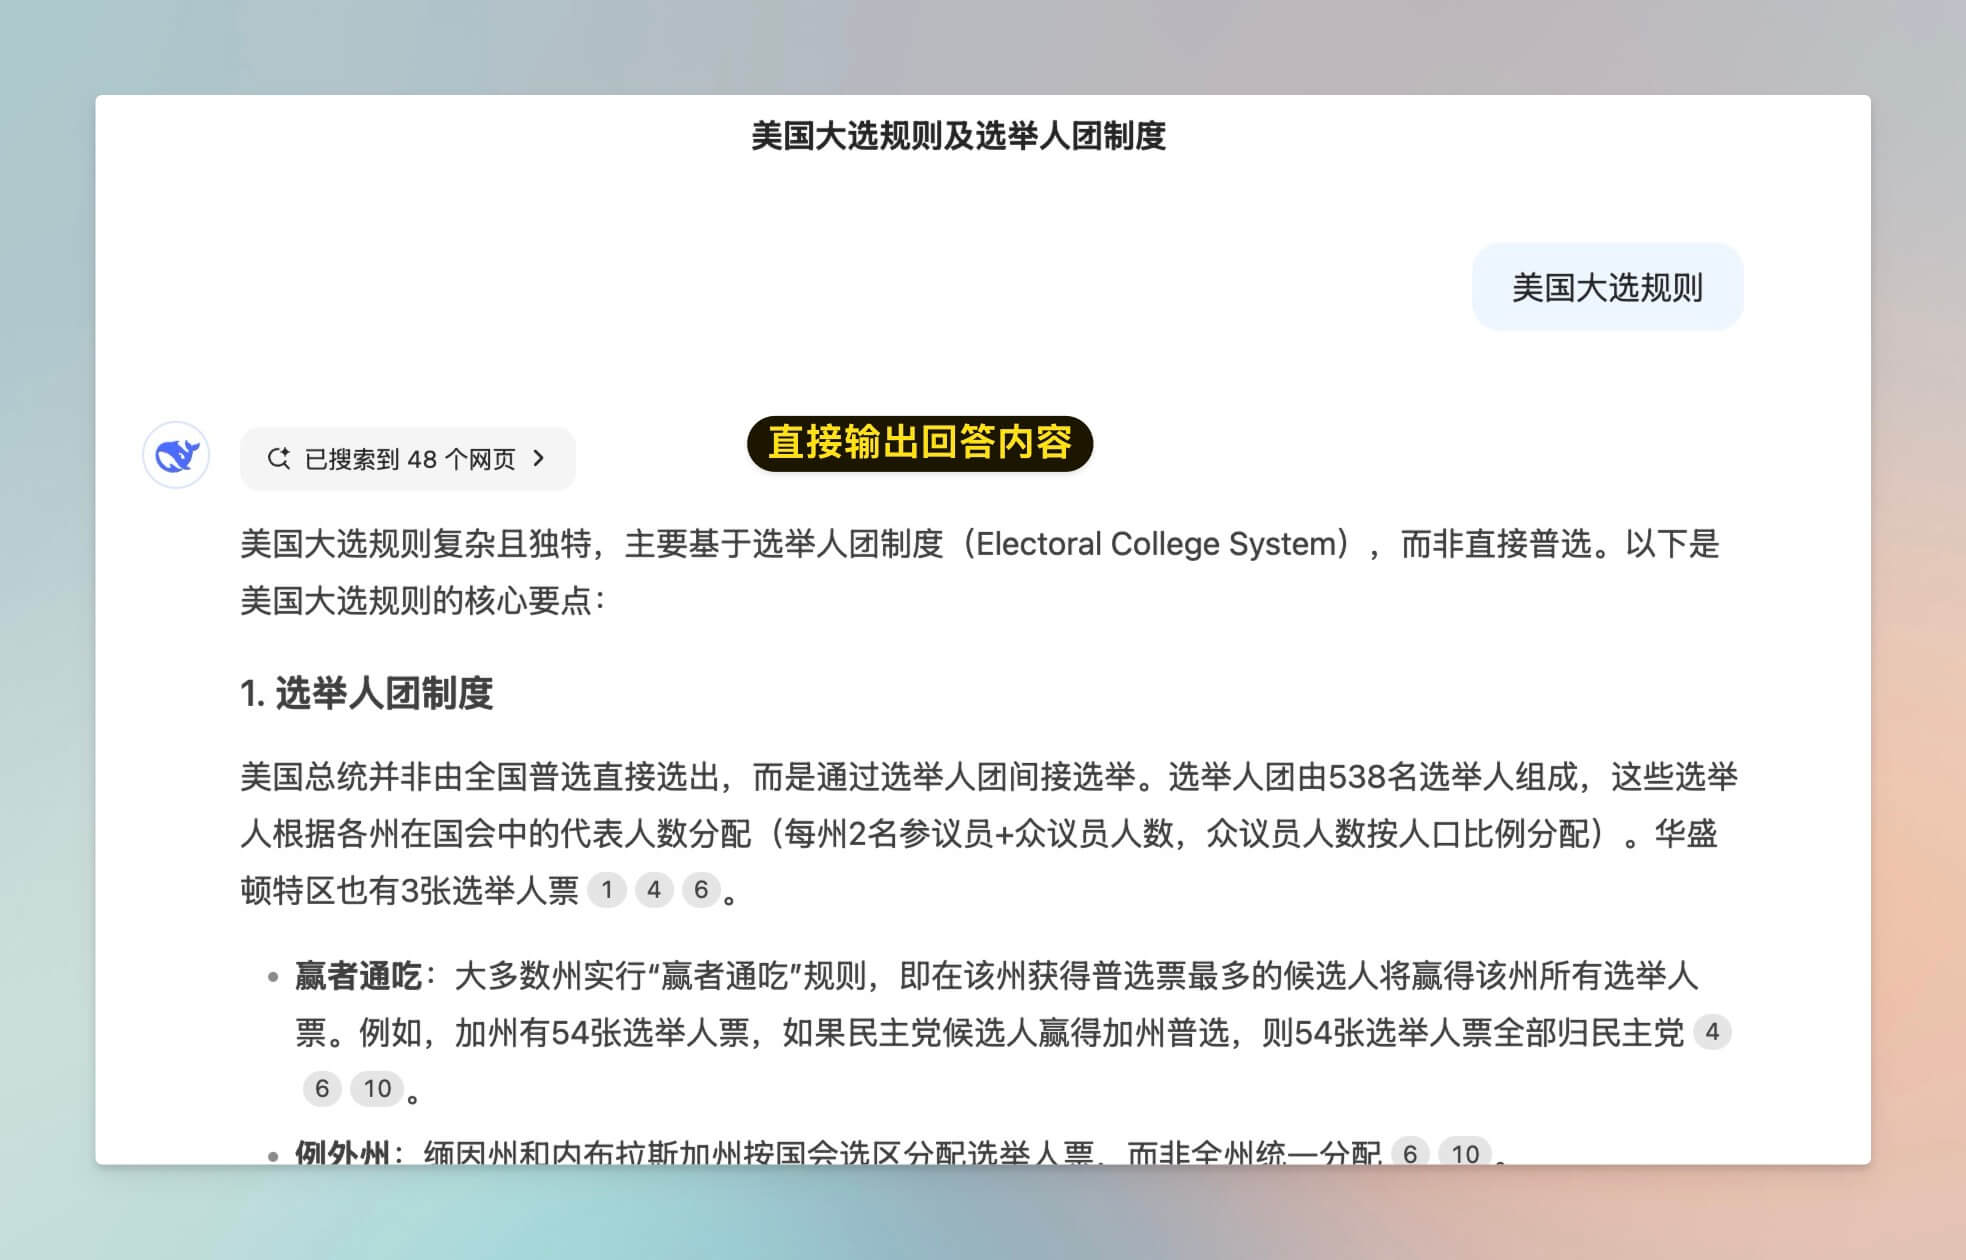 美国大选规则及选举人团制度
美国大选规则
已搜索到 48 个网页
直接输出回答内容
美国大选规则复杂且独特，主要基于选举人团制度（Electoral College System），而非直接普选。以下是
美国大选规则的核心要点：
1. 选举人团制度
美国总统并非由全国普选直接选出，而是通过选举人团间接选举。选举人团由538名选举人组成，这些选举
人根据各州在国会中的代表人数分配（每州2名参议员+众议员人数，众议员人数按人口比例分配）。华盛
顿特区也有3张选举人票 1 4 6 。
• 赢者通吃：大多数州实行“赢者通吃”规则，即在该州获得普选票最多的候选人将赢得该州所有选举人
票。例如，加州有54张选举人票，如果民主党候选人赢得加州普选，则54张选举人票全部归民主党 4
6 10 。
• 例外州：缅因州和内布拉斯加州按国会选区分配选举人票，而非全州统一分配 6 10 。